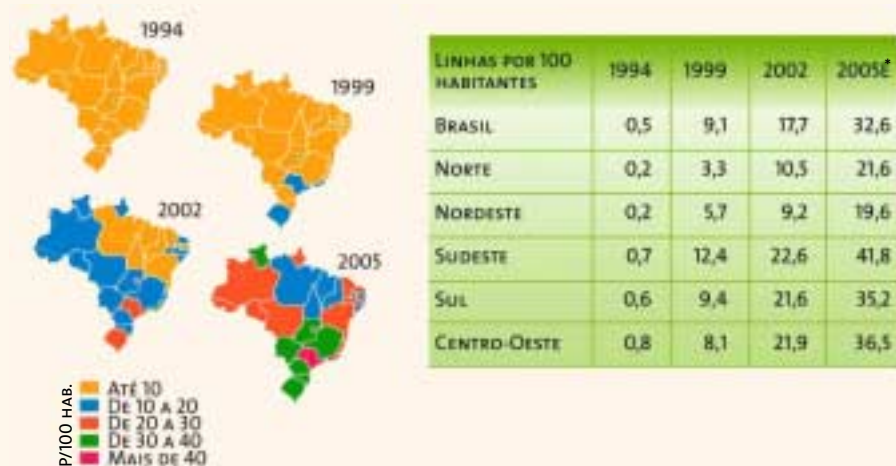 1994
1999
2002
2005
P/100 HAB.
ATÉ 10
DE 10 A 20
DE 20 A 30
DE 30 A 40
MAIS DE 40
LINHAS POR 100 HABITANTES 1994 1999 2002 2005E*
BRASIL 0,5 9,1 17,7 32,6
NORTE 0,2 3,3 10,5 21,6
NORDESTE 0,2 5,7 9,2 19,6
SUDESTE 0,7 12,4 22,6 41,8
SUL 0,6 9,4 21,6 35,2
CENTRO-OESTE 0,8 8,1 21,9 36,5